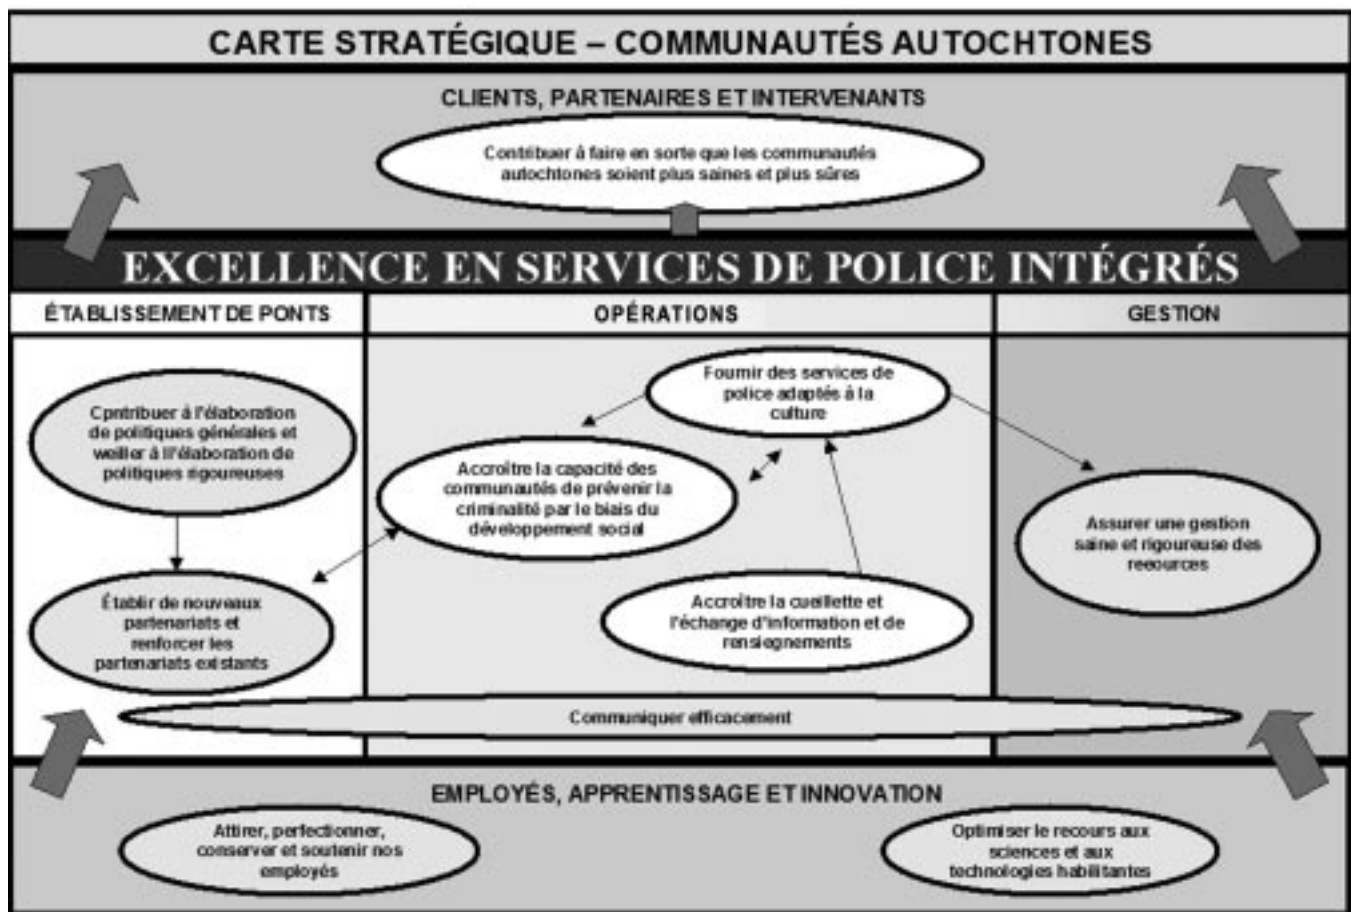 CARTE STRATÉGIQUE – COMMUNAUTÉS AUTOCHTONES
CLIENTS, PARTENAIRES ET INTERVENANTS
Contribuer à faire en sorte que les communautés
autochtones soient plus saines et plus sûres
EXCELLENCE EN SERVICES DE POLICE INTÉGRÉS
ÉTABLISSEMENT DE PONTS
Cpntribuer à l'élaboration
de politiques générales et
weiller à ll'élaboration de
politiques rigoureuses
Établir de nouveaux
partenariats et
renforcer les
partenariats existants
OPÉRATIONS
Fournir des services de
police adaptés à la
culture
Accroître la capacité des
communautés de prévenir la
criminalité par le biais du
développement social
Accroître la cueillette et
l'échange d'information et de
rensiegnements
GESTION
Assurer une gestion
saine et rigoureuse des
reeources
Communiquer efficacement
EMPLOYÉS, APPRENTISSAGE ET INNOVATION
Attirer, perfectionner,
conserver et soutenir nos
employés
Optimiser le recours aux
sciences et aux
technologies habilitantes